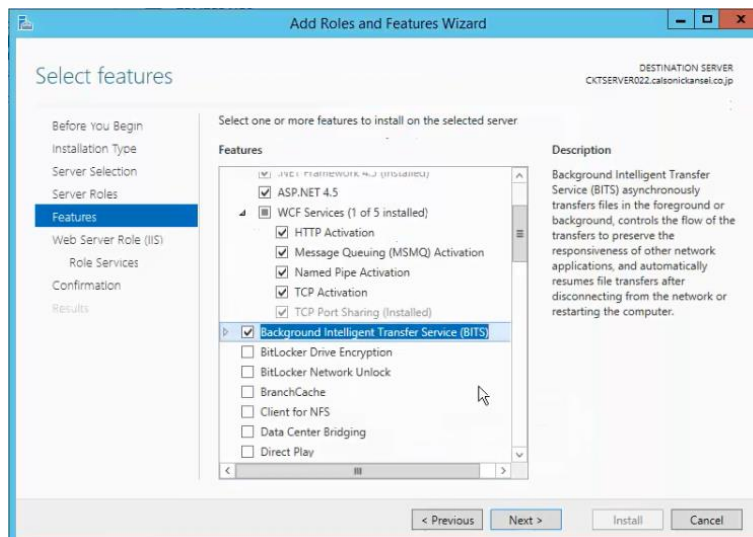 Add Roles and Features Wizard
Select features
DESTINATION SERVER
CKTSERVER022.calsonickansei.co.jp
Before You Begin
Installation Type
Server Selection
Server Roles
Features
Web Server Role (IIS)
Role Services
Confirmation
Results
Select one or more features to install on the selected server
Features
.NET Framework 4.5 (Installed)
ASP.NET 4.5
WCF Services (1 of 5 installed)
HTTP Activation
Message Queuing (MSMQ) Activation
Named Pipe Activation
TCP Activation
TCP Port Sharing (Installed)
Background Intelligent Transfer Service (BITS)
BitLocker Drive Encryption
BitLocker Network Unlock
BranchCache
Client for NFS
Data Center Bridging
Direct Play
Description
Background Intelligent Transfer
Service (BITS) asynchronously
transfers files in the foreground or
background, controls the flow of the
transfers to preserve the
responsiveness of other network
applications, and automatically
resumes file transfers after
disconnecting from the network or
restarting the computer.
< Previous
Next >
Install
Cancel